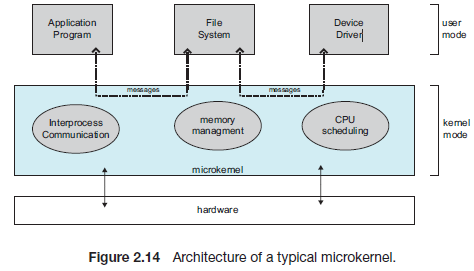 Application
Program
File
System
Device
Driver
user
mode
messages
messages
Interprocess
Communication
memory
managment
CPU
scheduling
kernel
mode
microkernel
hardware
Figure 2.14 Architecture of a typical microkernel.